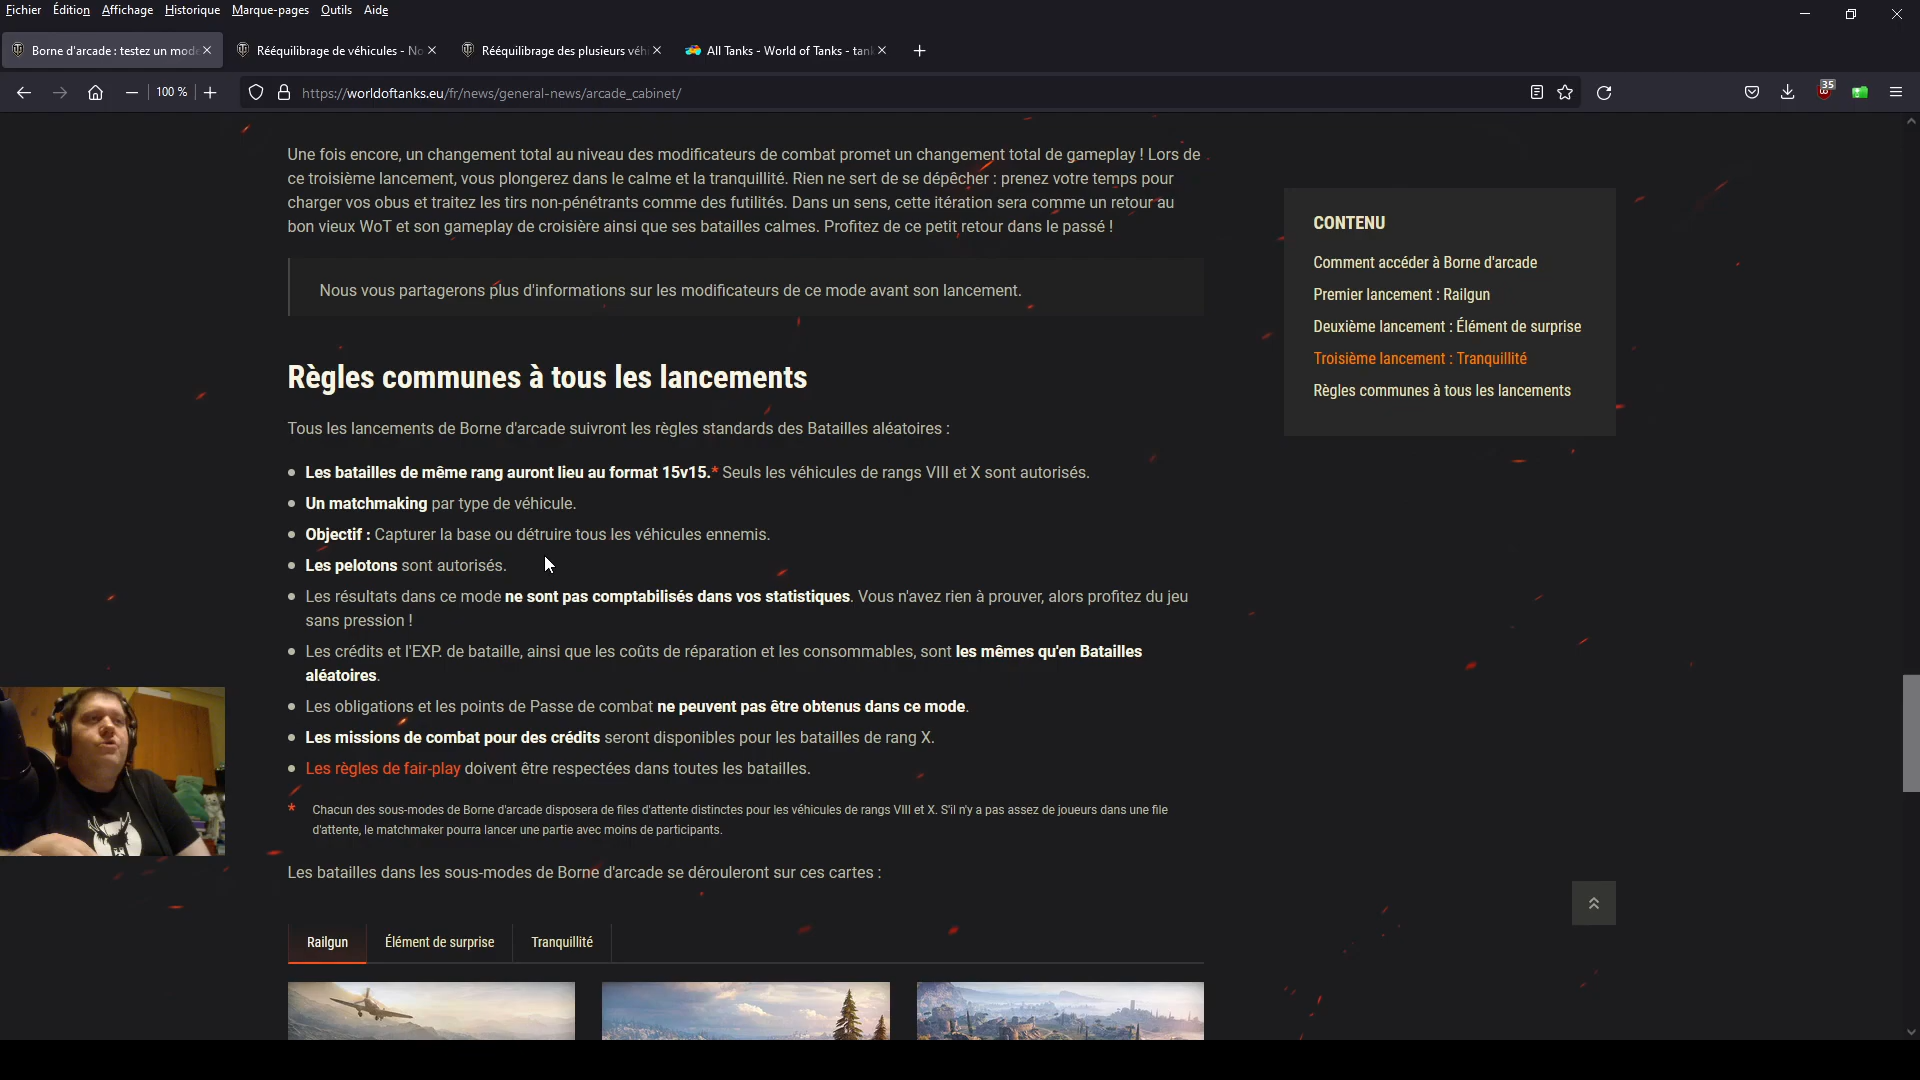 Fichier Édition Affichage Historique Marque-pages Outils Aide
Borne d'arcade : testez un mode
Rééquilibrage de véhicules - No
Rééquilibrage des plusieurs véh
All Tanks - World of Tanks - tan
100 %
https://worldoftanks.eu/fr/news/general-news/arcade_cabinet/
35
Une fois encore, un changement total au niveau des modificateurs de combat promet un changement total de gameplay ! Lors de
ce troisième lancement, vous plongerez dans le calme et la tranquillité. Rien ne sert de se dépêcher : prenez votre temps pour
charger vos obus et traitez les tirs non-pénétrants comme des futilités. Dans un sens, cette itération sera comme un retour au
bon vieux WoT et son gameplay de croisière ainsi que ses batailles calmes. Profitez de ce petit retour dans le passé !
Nous vous partagerons plus d'informations sur les modificateurs de ce mode avant son lancement.
Règles communes à tous les lancements
Tous les lancements de Borne d'arcade suivront les règles standards des Batailles aléatoires :
Les batailles de même rang auront lieu au format 15v15.* Seuls les véhicules de rangs VIII et X sont autorisés.
Un matchmaking par type de véhicule.
Objectif : Capturer la base ou détruire tous les véhicules ennemis.
Les pelotons sont autorisés.
Les résultats dans ce mode ne sont pas comptabilisés dans vos statistiques. Vous n'avez rien à prouver, alors profitez du jeu
sans pression !
Les crédits et l'EXP. de bataille, ainsi que les coûts de réparation et les consommables, sont les mêmes qu'en Batailles
aléatoires.
Les obligations et les points de Passe de combat ne peuvent pas être obtenus dans ce mode.
Les missions de combat pour des crédits seront disponibles pour les batailles de rang X.
Les règles de fair-play doivent être respectées dans toutes les batailles.
* Chacun des sous-modes de Borne d'arcade disposera de files d'attente distinctes pour les véhicules de rangs VIII et X. S'il n'y a pas assez de joueurs dans une file
d'attente, le matchmaker pourra lancer une partie avec moins de participants.
Les batailles dans les sous-modes de Borne d'arcade se dérouleront sur ces cartes :
Railgun
Élément de surprise
Tranquillité
CONTENU
Comment accéder à Borne d'arcade
Premier lancement : Railgun
Deuxième lancement : Élément de surprise
Troisième lancement : Tranquillité
Règles communes à tous les lancements